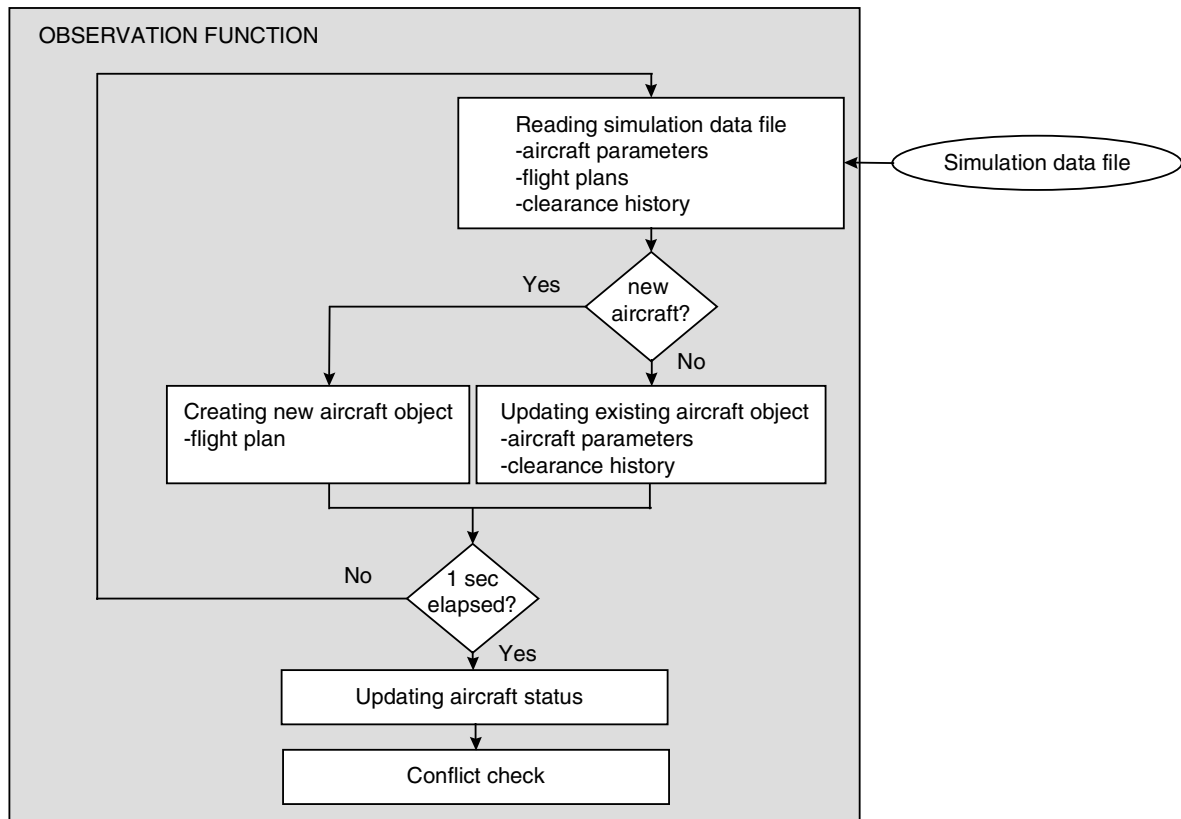 OBSERVATION FUNCTION
Reading simulation data file
-aircraft parameters
-flight plans
-clearance history
Simulation data file
Yes
new
aircraft?
No
Creating new aircraft object
-flight plan
Updating existing aircraft object
-aircraft parameters
-clearance history
No
1 sec
elapsed?
Yes
Updating aircraft status
Conflict check